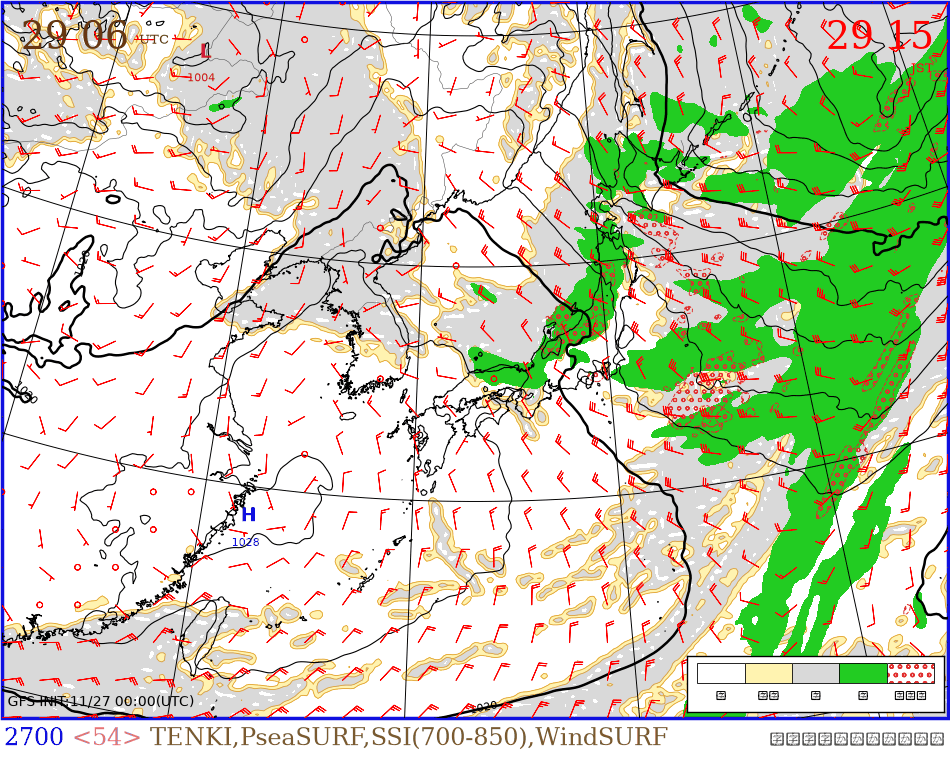 29 06 UTC
29 15
JST
L
1004
1020
H
1028
1020
GFS INIT:11/27 00:00(UTC)
2700 <54> TENKI,PseaSURF,SSI(700-850),WindSURF